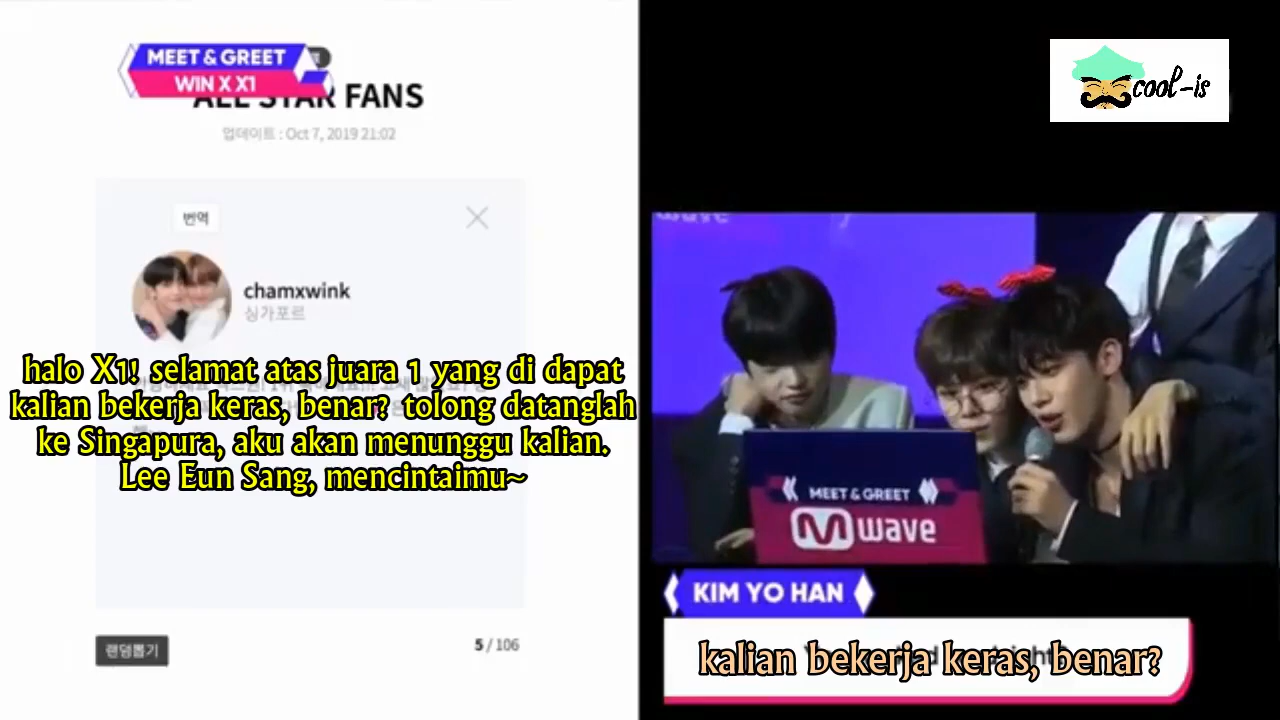 MEET & GREET
WIN X X1
ALL STAR FANS
업데이트 : Oct 7, 2019 21:02
번역
chamxwink
싱가포르
halo X1! selamat atas juara 1 yang di dapat
kalian bekerja keras, benar? tolong datanglah
ke Singapura, aku akan menunggu kalian.
Lee Eun Sang, mencintaimu~
랜덤뽑기
5 / 106
cool-is
MEET & GREET
Mwave
KIM YO HAN
kalian bekerja keras, benar?